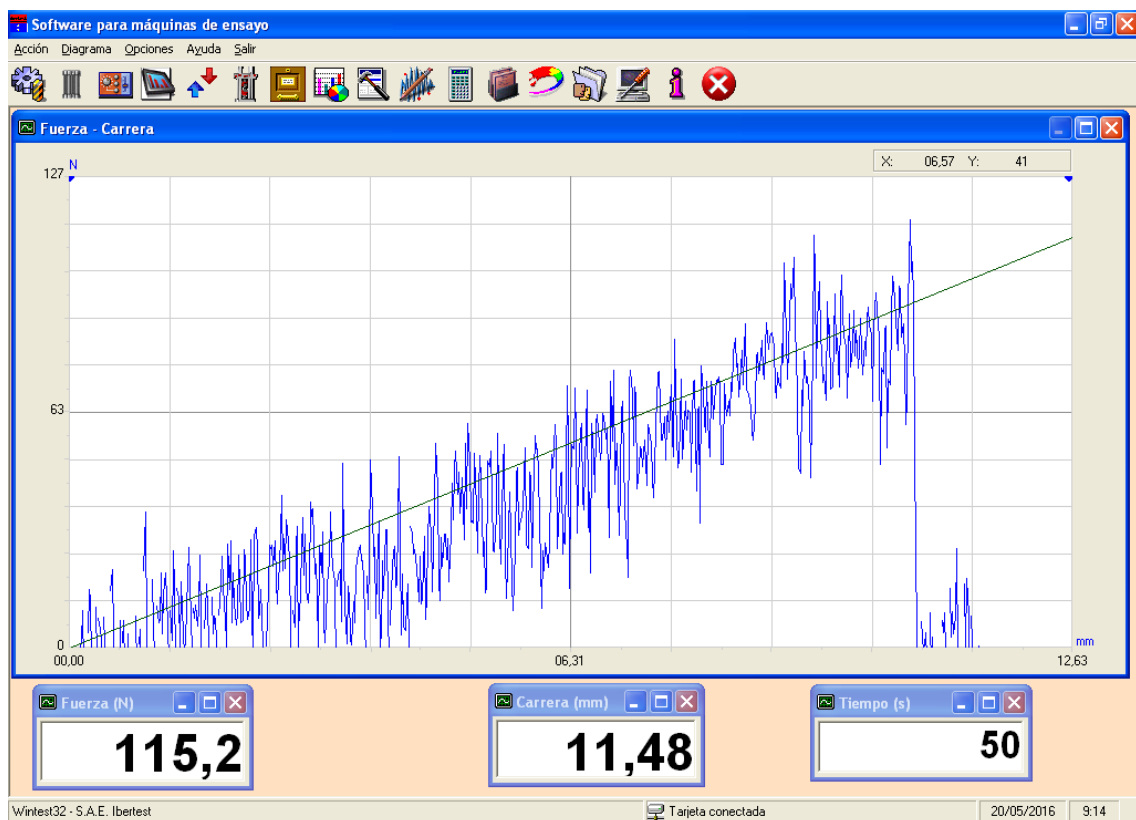 Software para máquinas de ensayo
Acción Diagrama Opciones Ayuda Salir
Fuerza - Carrera
X: 06,57 Y: 41
N
127
63
0
mm
00,00 06,31 12,63
Fuerza (N) Carrera (mm) Tiempo (s)
115,2 11,48 50
Wintest32 - S.A.E. Ibertest Tarjeta conectada 20/05/2016 9:14